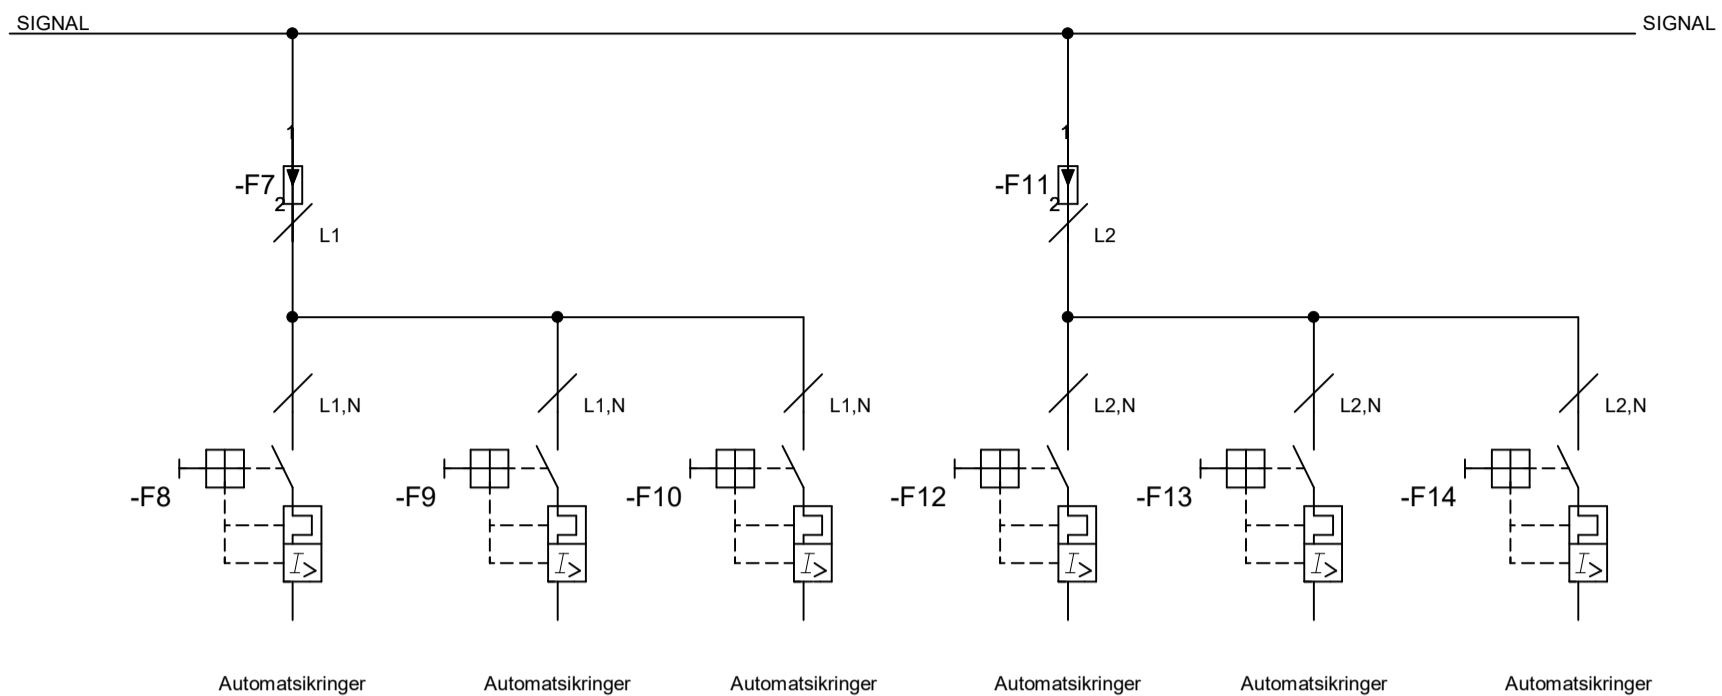 SIGNAL SIGNAL
1 1
-F7 -F11
2 2
L1 L2
L1,N L1,N L1,N L2,N L2,N L2,N
-F8 -F9 -F10 -F12 -F13 -F14
I> I> I> I> I> I>
Automatsikringer Automatsikringer Automatsikringer Automatsikringer Automatsikringer Automatsikringer